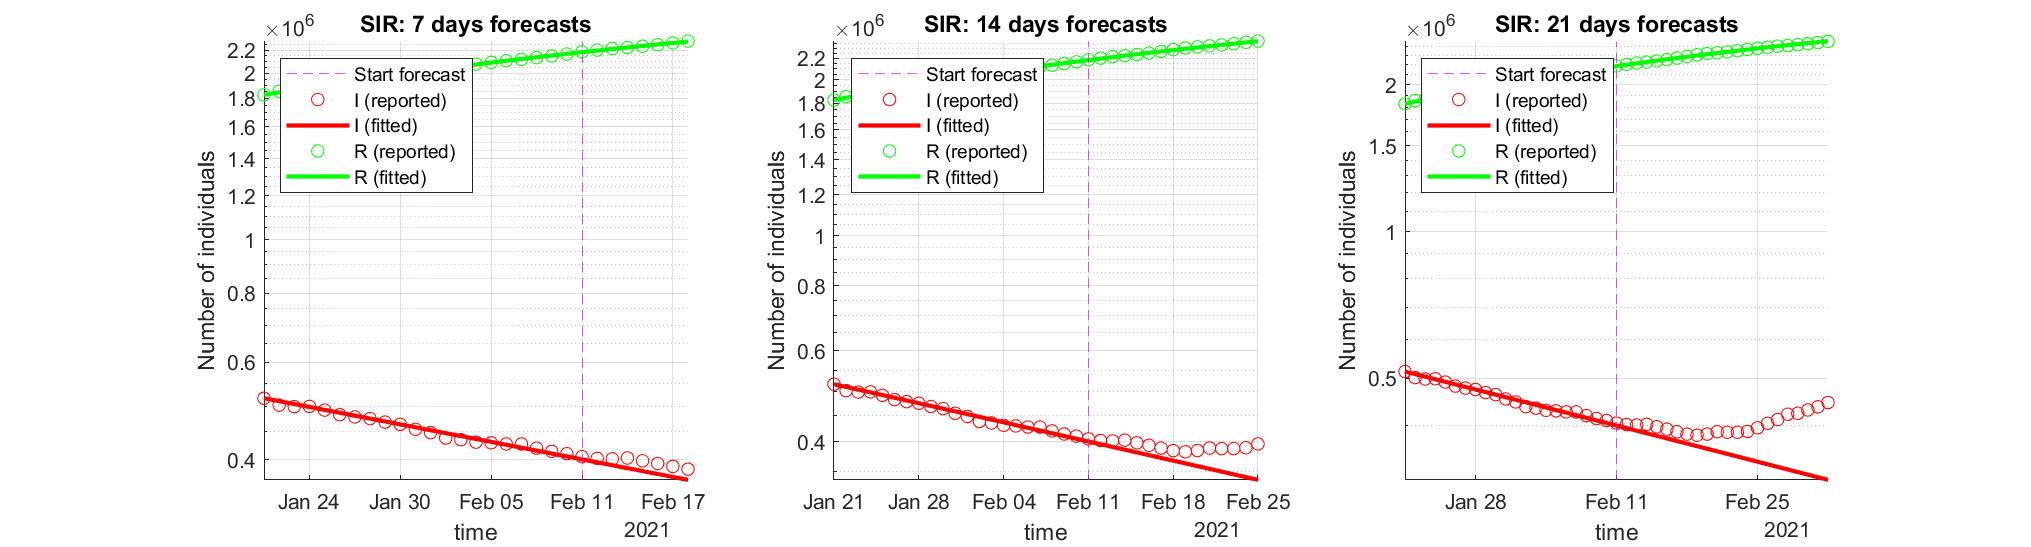 SIR: 7 days forecasts
×10^6
2.2
2
1.8
1.6
1.4
1.2
1
0.8
0.6
0.4
Number of individuals
Start forecast
I (reported)
I (fitted)
R (reported)
R (fitted)
Jan 24 Jan 30 Feb 05 Feb 11 Feb 17
time 2021
SIR: 14 days forecasts
×10^6
2.2
2
1.8
1.6
1.4
1.2
1
0.8
0.6
0.4
Number of individuals
Start forecast
I (reported)
I (fitted)
R (reported)
R (fitted)
Jan 21 Jan 28 Feb 04 Feb 11 Feb 18 Feb 25
time 2021
SIR: 21 days forecasts
×10^6
2
1.5
1
0.5
Number of individuals
Start forecast
I (reported)
I (fitted)
R (reported)
R (fitted)
Jan 28 Feb 11 Feb 25
time 2021